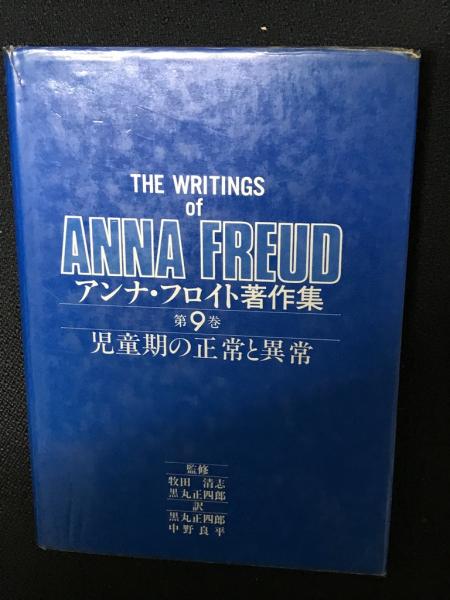 THE WRITINGS
of
ANNA FREUD
アンナ・フロイト著作集
第9巻
児童期の正常と異常
監修
牧田 清志
黒丸正四郎
訳
黒丸正四郎
中野良平